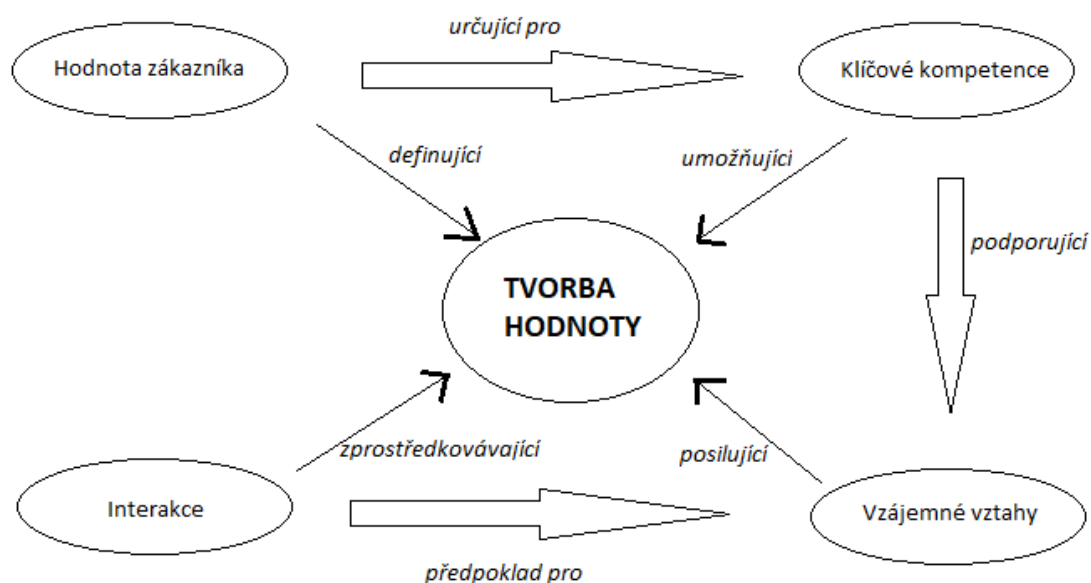 určující pro
Hodnota zákazníka
Klíčové kompetence
definující
umožňující
podporující
TVORBA
HODNOTY
zprostředkovávající
posilující
Interakce
Vzájemné vztahy
předpoklad pro